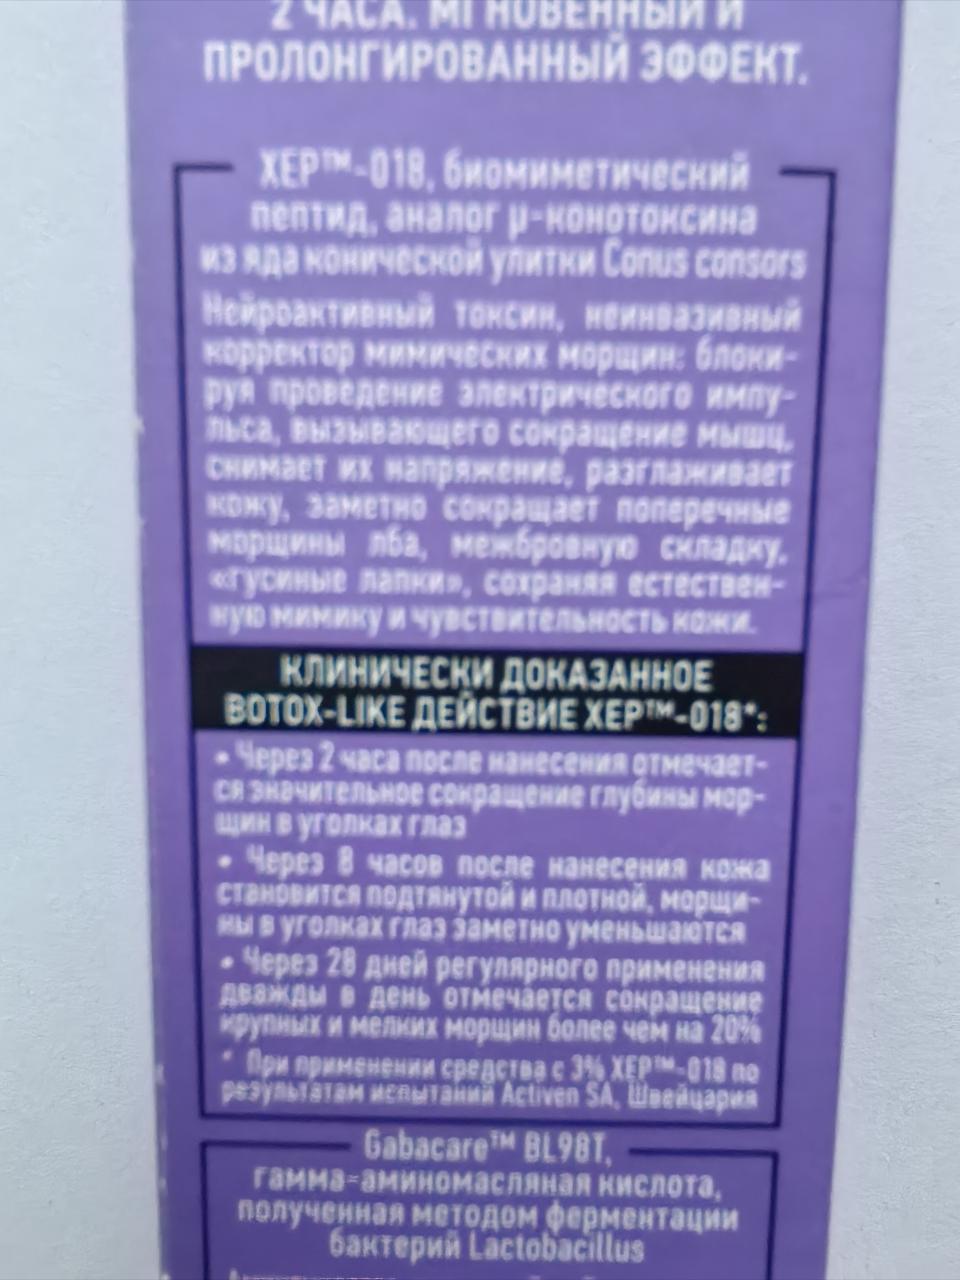 2 ЧАСА. МГНОВЕННЫЙ И
ПРОЛОНГИРОВАННЫЙ ЭФФЕКТ.
XEP™-018, биомиметический
пептид, аналог μ-конотоксина
из яда конической улитки Conus consors
Нейроактивный токсин, неинвазивный
корректор мимических морщин: блоки-
руя проведение электрического импу-
льса, вызывающего сокращение мышц,
снимает их напряжение, разглаживает
кожу, заметно сокращает поперечные
морщины лба, межбровную складку,
«гусиные лапки», сохраняя естествен-
ную мимику и чувствительность кожи.
КЛИНИЧЕСКИ ДОКАЗАННОЕ
BOTOX-LIKE ДЕЙСТВИЕ XEP™-018*:
• Через 2 часа после нанесения отмечает-
ся значительное сокращение глубины мор-
щин в уголках глаз
• Через 8 часов после нанесения кожа
становится подтянутой и плотной, морщи-
ны в уголках глаз заметно уменьшаются
• Через 28 дней регулярного применения
дважды в день отмечается сокращение
крупных и мелких морщин более чем на 20%
* При применении средства с 3% XEP™-018 по
результатам испытаний Activen SA, Швейцария
Gabacare™ BL98T,
гамма-аминомасляная кислота,
полученная методом ферментации
бактерий Lactobacillus